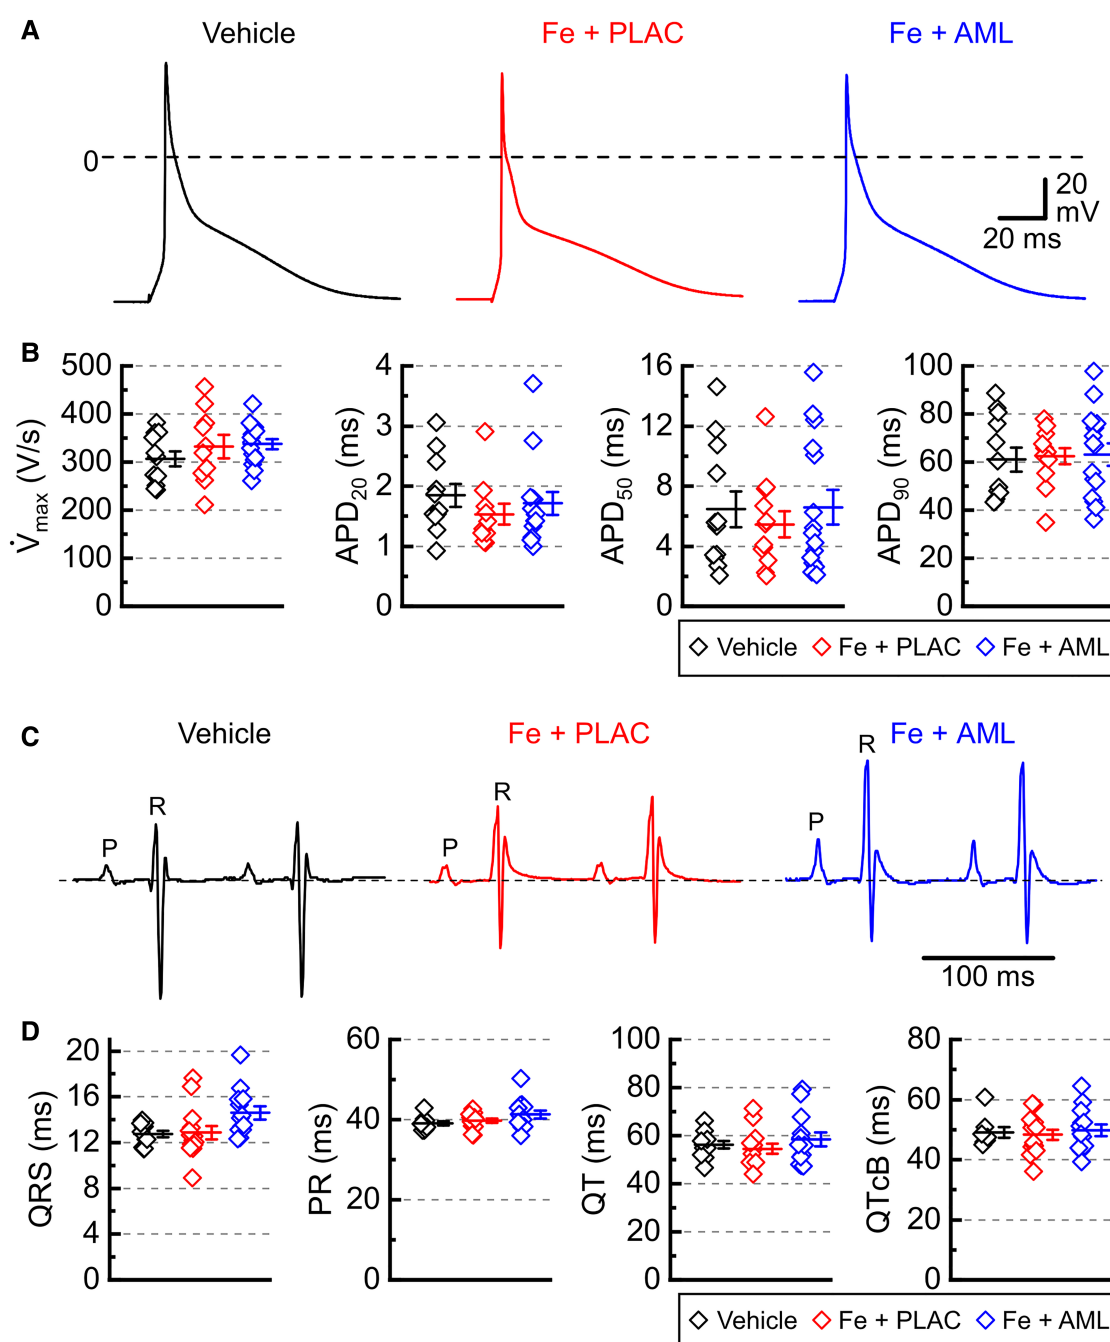 A
Vehicle Fe + PLAC Fe + AML
0
20 mV
20 ms
B
V̇max (V/s)
500
400
300
200
100
0
APD20 (ms)
4
3
2
1
0
APD50 (ms)
16
12
8
4
0
APD90 (ms)
100
80
60
40
20
0
Vehicle Fe + PLAC Fe + AML
C
Vehicle Fe + PLAC Fe + AML
P R
P R
P R
100 ms
D
QRS (ms)
20
16
12
8
4
0
PR (ms)
60
40
20
0
QT (ms)
100
80
60
40
20
0
QTcB (ms)
80
60
40
20
0
Vehicle Fe + PLAC Fe + AML